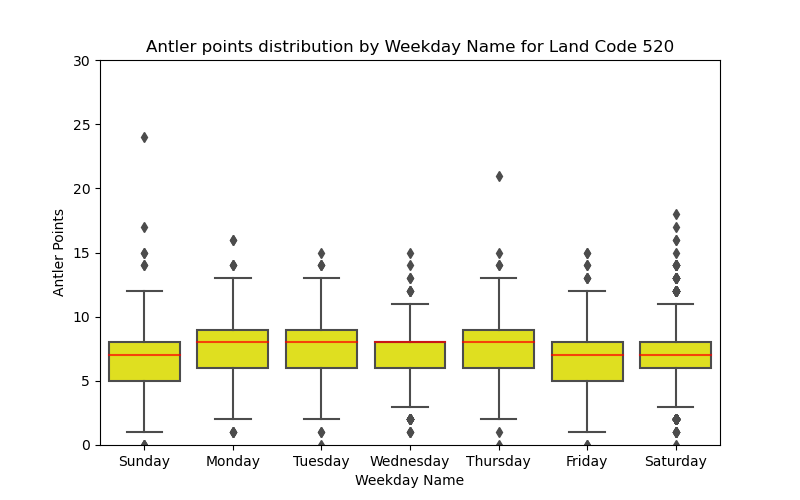 Antler points distribution by Weekday Name for Land Code 520
30
25
20
15
10
5
0
Antler Points
Sunday Monday Tuesday Wednesday Thursday Friday Saturday
Weekday Name